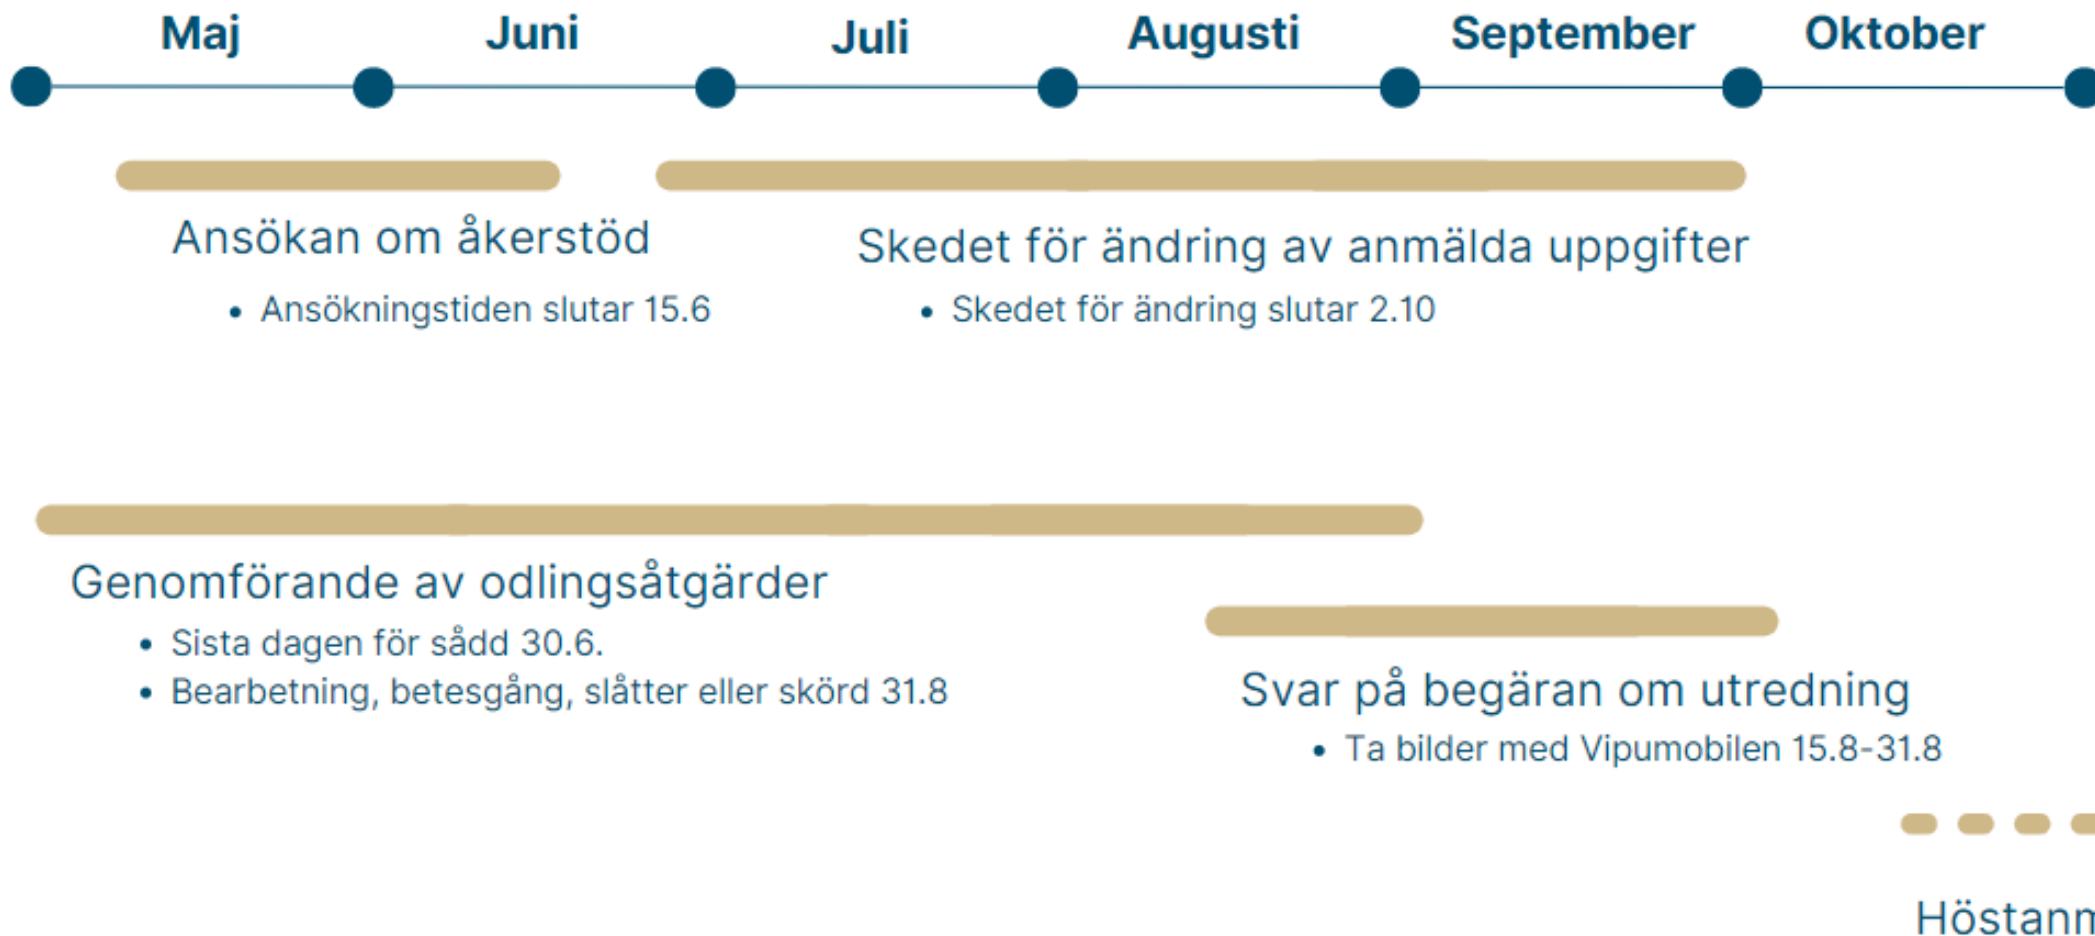 Maj Juni Juli Augusti September Oktober
Ansökan om åkerstöd
• Ansökningstiden slutar 15.6
Skedet för ändring av anmälda uppgifter
• Skedet för ändring slutar 2.10
Genomförande av odlingsåtgärder
• Sista dagen för sådd 30.6.
• Bearbetning, betesgång, slåtter eller skörd 31.8
Svar på begäran om utredning
• Ta bilder med Vipumobilen 15.8-31.8